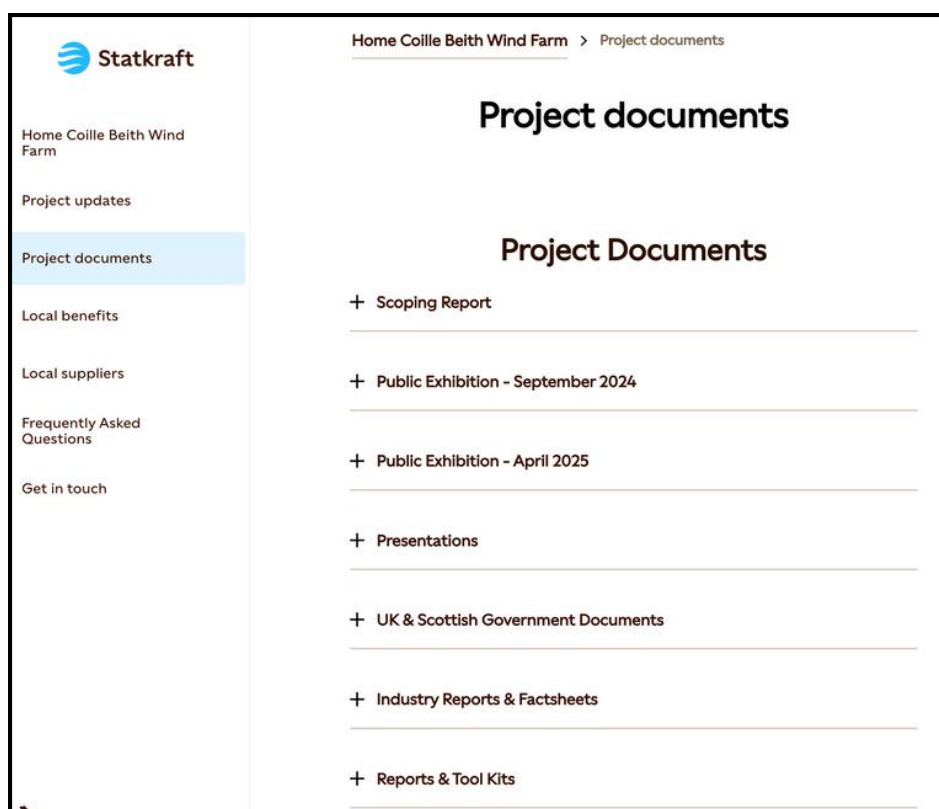 Statkraft
Home Coille Beith Wind
Farm
Project updates
Project documents
Local benefits
Local suppliers
Frequently Asked
Questions
Get in touch
Home Coille Beith Wind Farm > Project documents
Project documents
Project Documents
+ Scoping Report
+ Public Exhibition - September 2024
+ Public Exhibition - April 2025
+ Presentations
+ UK & Scottish Government Documents
+ Industry Reports & Factsheets
+ Reports & Tool Kits